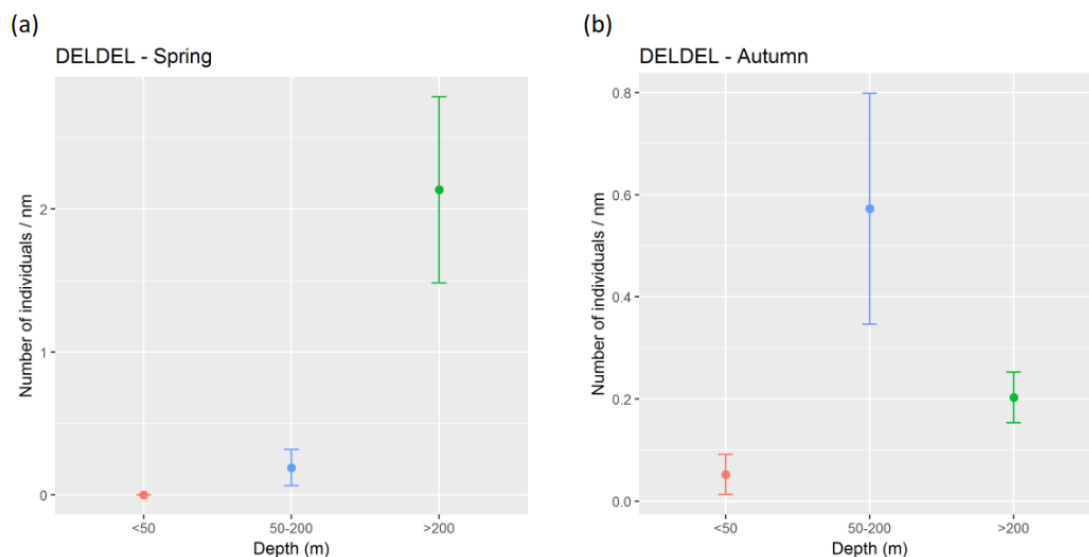 (a)
DELDEL - Spring
Number of individuals / nm
2
1
0
<50
50-200
>200
Depth (m)
(b)
DELDEL - Autumn
Number of individuals / nm
0.8
0.6
0.4
0.2
0.0
<50
50-200
>200
Depth (m)